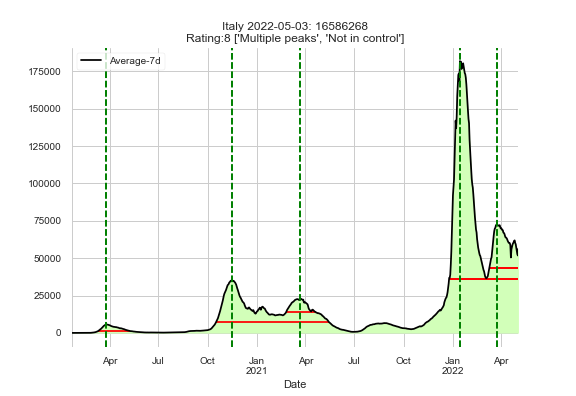 Italy 2022-05-03: 16586268
Rating:8 ['Multiple peaks', 'Not in control']
Average-7d
175000
150000
125000
100000
75000
50000
25000
0
Apr Jul Oct Jan Apr Jul Oct Jan Apr
2021 2022
Date